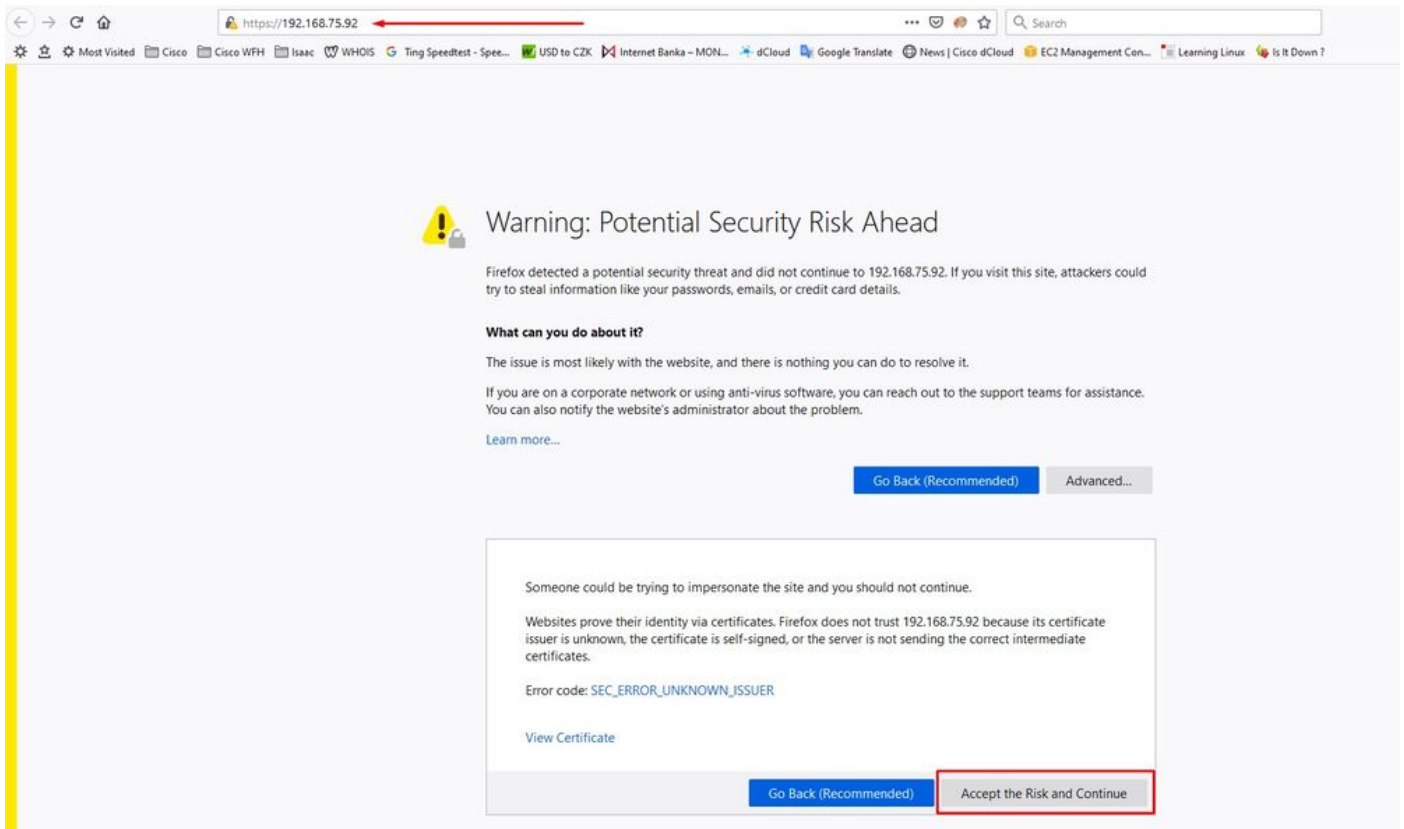 https://192.168.75.92
Search
Most Visited Cisco Cisco WFH Isaac WHOIS Ting Speedtest - Spee... USD to CZK Internet Banka – MON... dCloud Google Translate News | Cisco dCloud EC2 Management Con... Learning Linux Is It Down ?
Warning: Potential Security Risk Ahead
Firefox detected a potential security threat and did not continue to 192.168.75.92. If you visit this site, attackers could
try to steal information like your passwords, emails, or credit card details.
What can you do about it?
The issue is most likely with the website, and there is nothing you can do to resolve it.
If you are on a corporate network or using anti-virus software, you can reach out to the support teams for assistance.
You can also notify the website's administrator about the problem.
Learn more...
Go Back (Recommended) Advanced...
Someone could be trying to impersonate the site and you should not continue.
Websites prove their identity via certificates. Firefox does not trust 192.168.75.92 because its certificate
issuer is unknown, the certificate is self-signed, or the server is not sending the correct intermediate
certificates.
Error code: SEC_ERROR_UNKNOWN_ISSUER
View Certificate
Go Back (Recommended) Accept the Risk and Continue